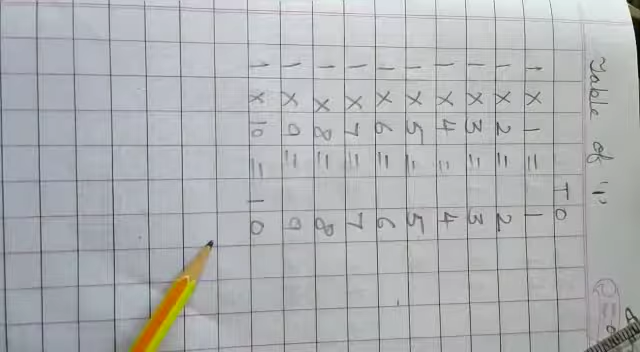 Table of "1"
T O
1 x 1 = 1
1 x 2 = 2
1 x 3 = 3
1 x 4 = 4
1 x 5 = 5
1 x 6 = 6
1 x 7 = 7
1 x 8 = 8
1 x 9 = 9
1 x 10 = 10